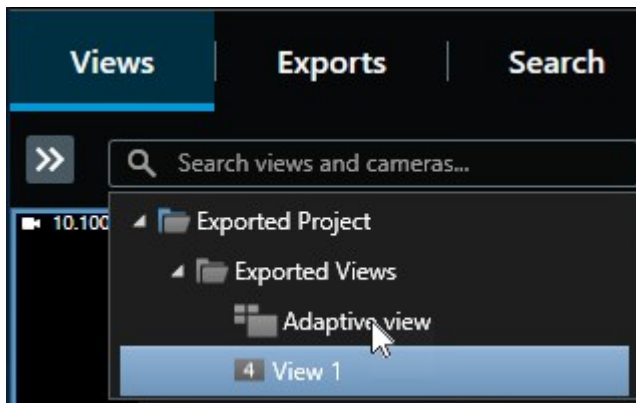 Views Exports Search
Search views and cameras...
10.100
Exported Project
Exported Views
Adaptive view
4 View 1